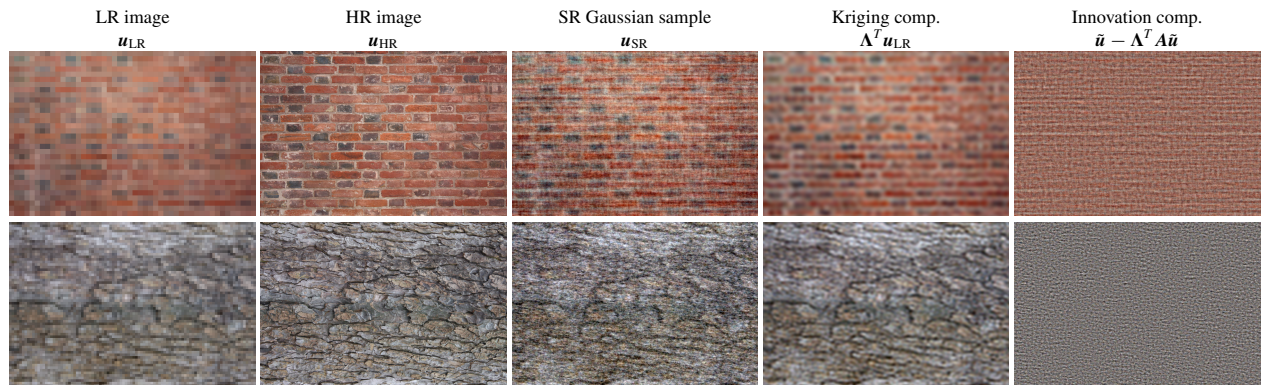 LR image HR image SR Gaussian sample Kriging comp. Innovation comp.
u_LR u_HR u_SR Λ^T u_LR ũ − Λ^T Aũ